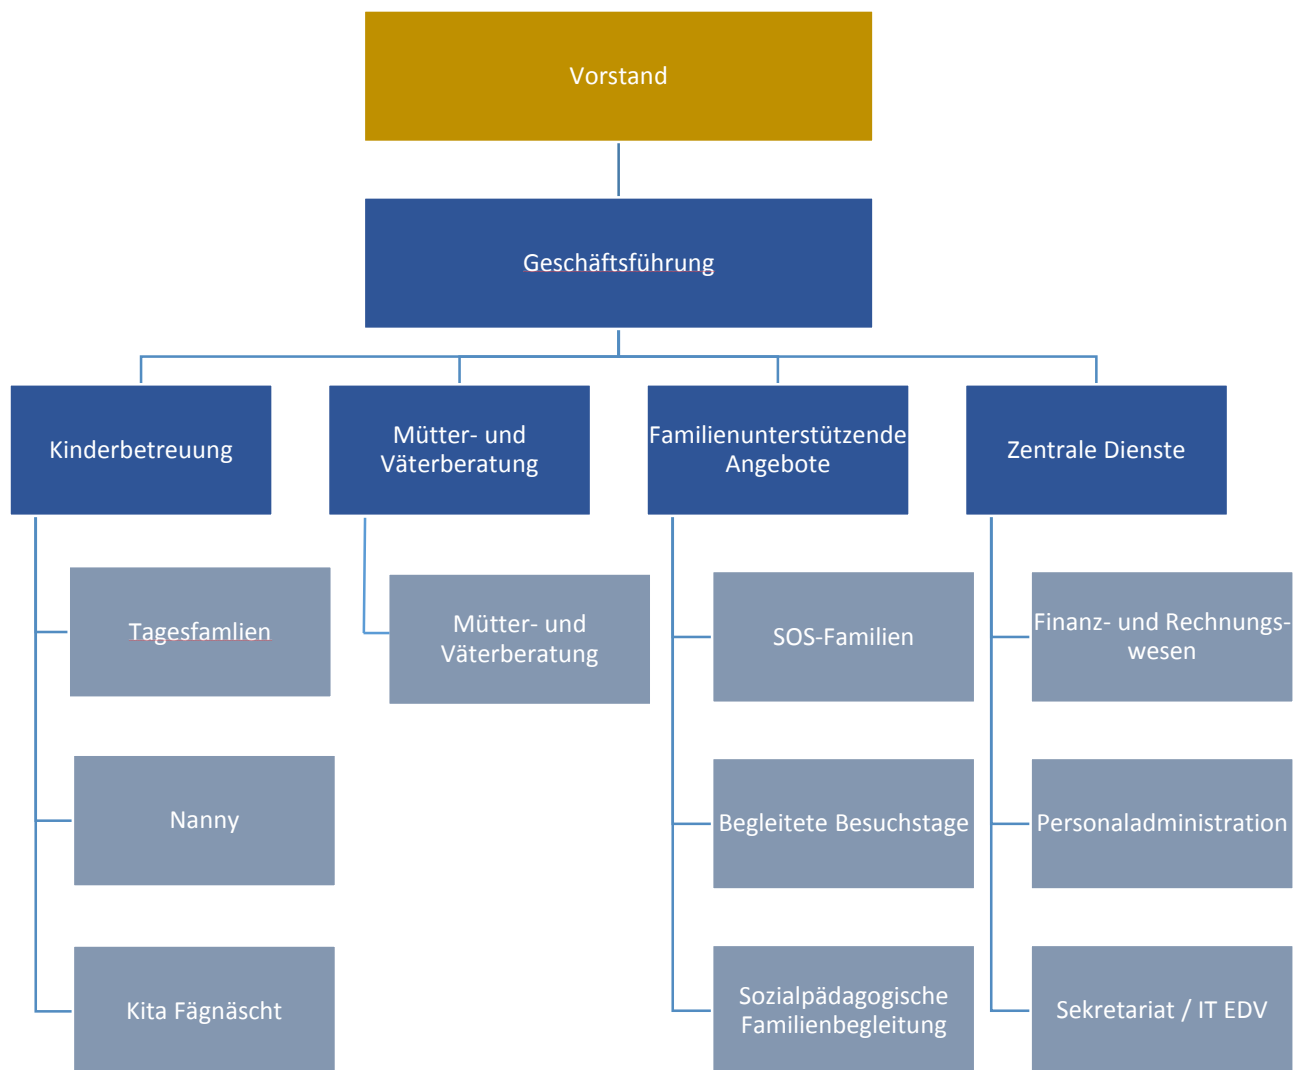 Vorstand
Geschäftsführung
Kinderbetreuung
Mütter- und
Väterberatung
Familienunterstützende
Angebote
Zentrale Dienste
Tagesfamlien
Mütter- und
Väterberatung
SOS-Familien
Finanz- und Rechnungs-
wesen
Nanny
Begleitete Besuchstage
Personaladministration
Kita Fägnäscht
Sozialpädagogische
Familienbegleitung
Sekretariat / IT EDV